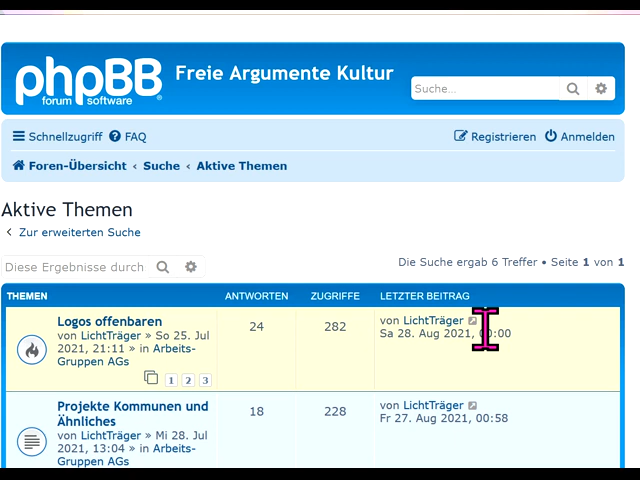 phpBB
forum software
Freie Argumente Kultur
Suche...
Schnellzugriff FAQ
Registrieren Anmelden
Foren-Übersicht ‹ Suche ‹ Aktive Themen
Aktive Themen
Zur erweiterten Suche
Diese Ergebnisse durch
Die Suche ergab 6 Treffer • Seite 1 von 1
THEMEN ANTWORTEN ZUGRIFFE LETZTER BEITRAG
Logos offenbaren
von LichtTräger » So 25. Jul
2021, 21:11 » in Arbeits-
Gruppen AGs
1 2 3
24
282
von LichtTräger
Sa 28. Aug 2021, 00:00
Projekte Kommunen und
Ähnliches
von LichtTräger » Mi 28. Jul
2021, 13:04 » in Arbeits-
Gruppen AGs
18
228
von LichtTräger
Fr 27. Aug 2021, 00:58